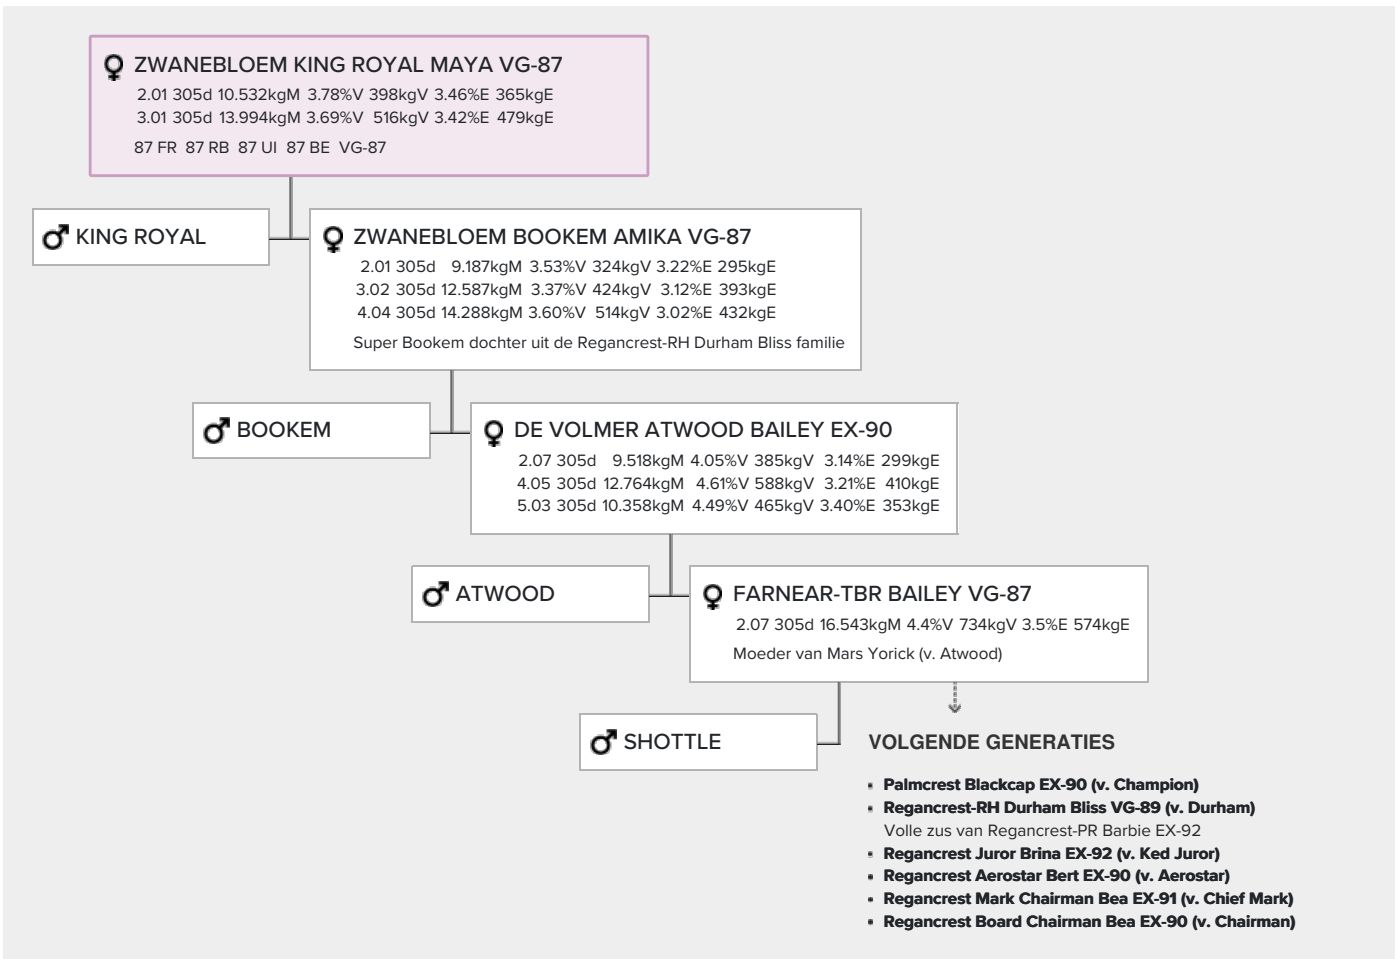 ZWANEBLOEM KING ROYAL MAYA VG-87
2.01 305d 10.532kgM 3.78%V 398kgV 3.46%E 365kgE
3.01 305d 13.994kgM 3.69%V 516kgV 3.42%E 479kgE
87 FR 87 RB 87 UI 87 BE VG-87
KING ROYAL
ZWANEBLOEM BOOKEM AMIKA VG-87
2.01 305d 9.187kgM 3.53%V 324kgV 3.22%E 295kgE
3.02 305d 12.587kgM 3.37%V 424kgV 3.12%E 393kgE
4.04 305d 14.288kgM 3.60%V 514kgV 3.02%E 432kgE
Super Bookem dochter uit de Regancrest-RH Durham Bliss familie
BOOKEM
DE VOLMER ATWOOD BAILEY EX-90
2.07 305d 9.518kgM 4.05%V 385kgV 3.14%E 299kgE
4.05 305d 12.764kgM 4.61%V 588kgV 3.21%E 410kgE
5.03 305d 10.358kgM 4.49%V 465kgV 3.40%E 353kgE
ATWOOD
FARNEAR-TBR BAILEY VG-87
2.07 305d 16.543kgM 4.4%V 734kgV 3.5%E 574kgE
Moeder van Mars Yorick (v. Atwood)
SHOTTLE
VOLGENDE GENERATIES
▪ Palmcrest Blackcap EX-90 (v. Champion)
▪ Regancrest-RH Durham Bliss VG-89 (v. Durham)
Volle zus van Regancrest-PR Barbie EX-92
▪ Regancrest Juror Brina EX-92 (v. Ked Juror)
▪ Regancrest Aerostar Bert EX-90 (v. Aerostar)
▪ Regancrest Mark Chairman Bea EX-91 (v. Chief Mark)
▪ Regancrest Board Chairman Bea EX-90 (v. Chairman)